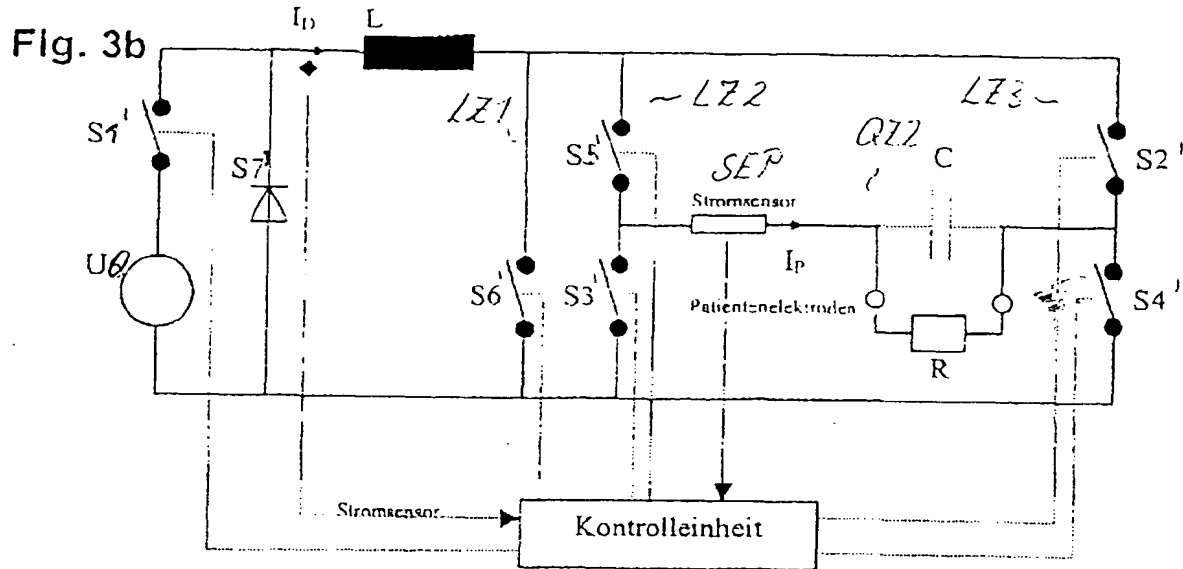 Fig. 3b
I_D
L
S1'
S7'
UQ
LZ1
~ LZ2
LZ3 ~
S5'
SEP
QZ2
C
S2'
Stromsensor
I_P
S6'
S3'
Patientenelektroden
S4'
R
Stromsensor
Kontrolleinheit